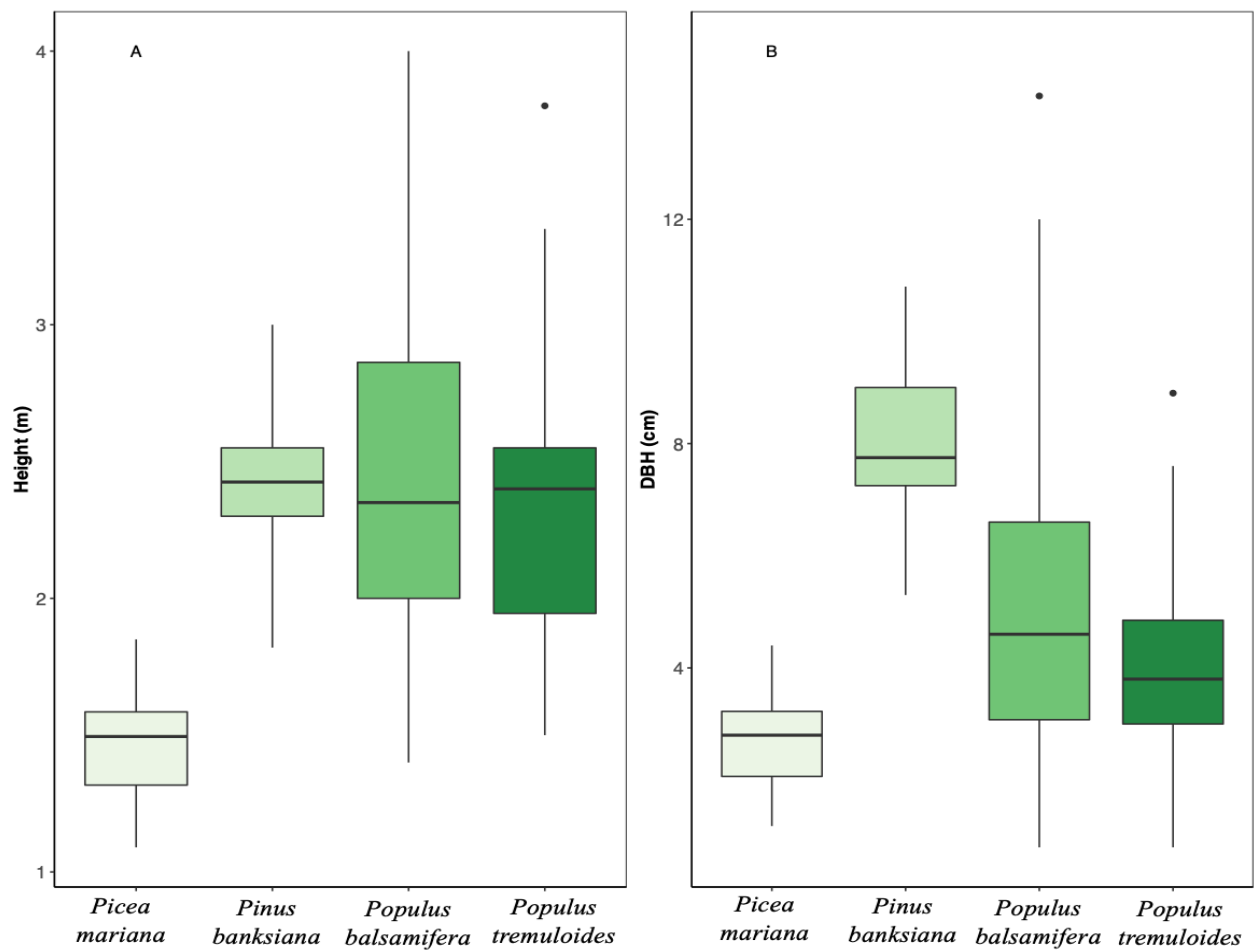 A
4
3
2
1
Height (m)
Picea
mariana
Pinus
banksiana
Populus
balsamifera
Populus
tremuloides
B
12
8
4
DBH (cm)
Picea
mariana
Pinus
banksiana
Populus
balsamifera
Populus
tremuloides